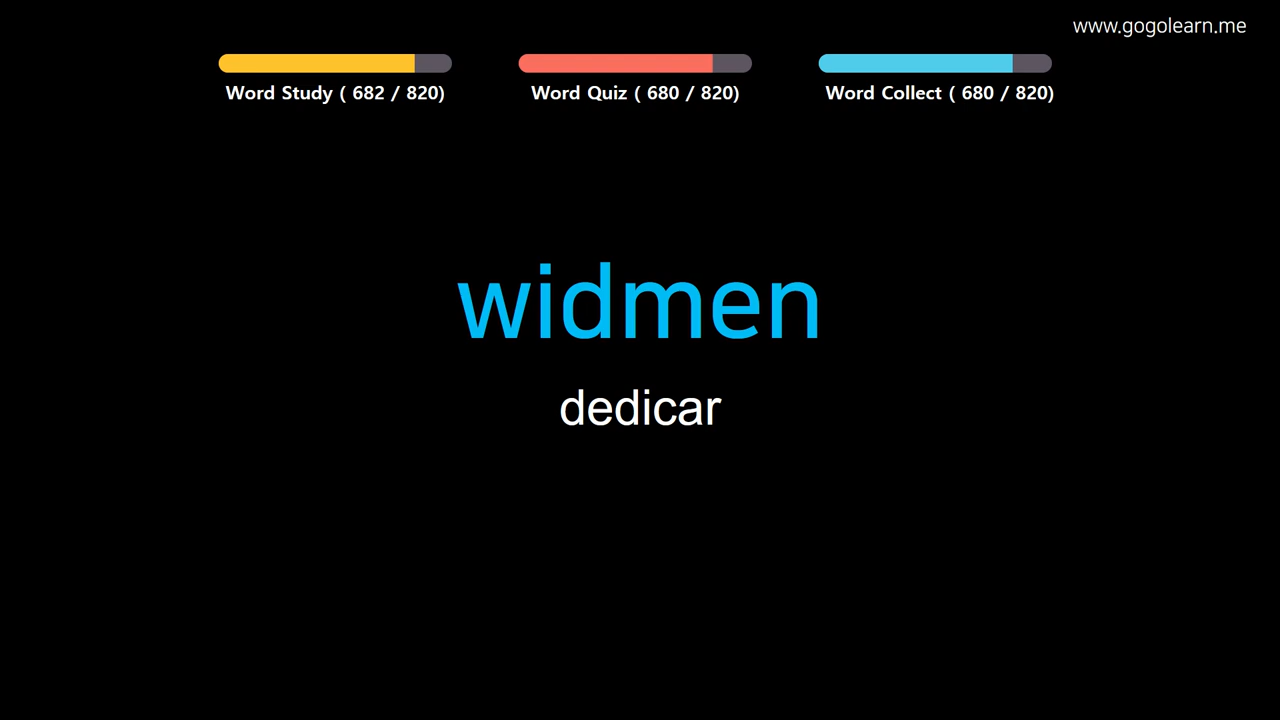 www.gogolearn.me
Word Study ( 682 / 820)
Word Quiz ( 680 / 820)
Word Collect ( 680 / 820)
widmen
dedicar